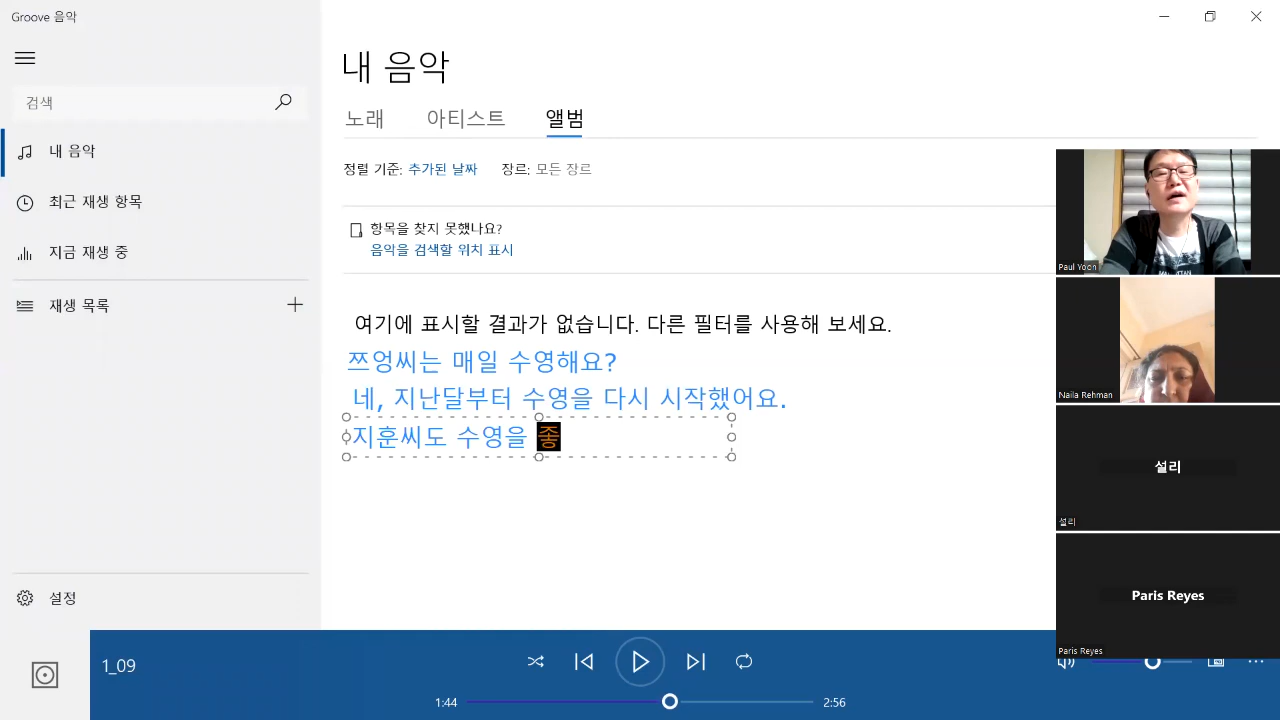 Groove 음악
검색
내 음악
최근 재생 항목
지금 재생 중
재생 목록
설정
내 음악
노래 아티스트 앨범
정렬 기준: 추가된 날짜 장르: 모든 장르
항목을 찾지 못했나요?
음악을 검색할 위치 표시
여기에 표시할 결과가 없습니다. 다른 필터를 사용해 보세요.
쯔엉씨는 매일 수영해요?
네, 지난달부터 수영을 다시 시작했어요.
지훈씨도 수영을 좋
Paul Yoon
Naila Rehman
설리
설리
Paris Reyes
Paris Reyes
1_09
1:44
2:56